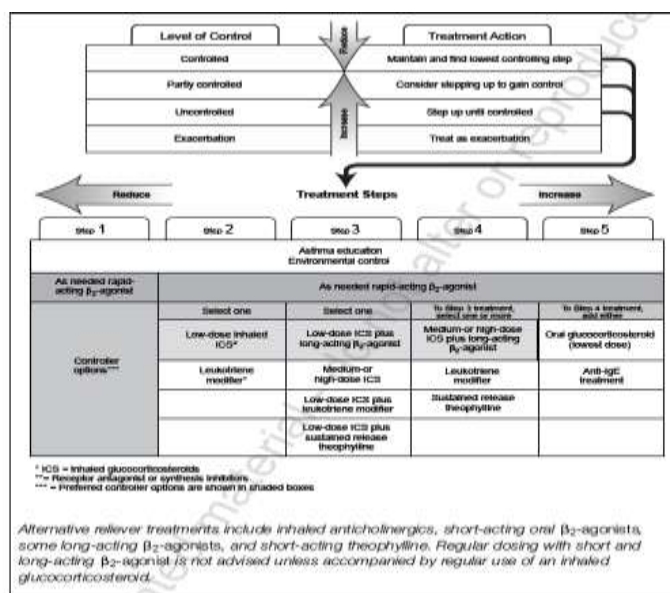 Level of Control
Reduce
Treatment Action
Controlled
Maintain and find lowest controlling step
Partly controlled
Consider stepping up to gain control
Uncontrolled
Increase
Step up until controlled
Exacerbation
Treat as exacerbation
Reduce
Treatment Steps
Increase
Step 1
Step 2
Step 3
Step 4
Step 5
Asthma education
Environmental control
As needed rapid-
acting β2-agonist
As needed rapid-acting β2-agonist
Controller
options***
Select one
Low-dose inhaled
ICS*
Leukotriene
modifier*
Select one
Low-dose ICS plus
long-acting β2-agonist
Medium-or
high-dose ICS
Low-dose ICS plus
leukotriene modifier
Low-dose ICS plus
sustained release
theophylline
To Step 3 treatment,
select one or more
Medium-or high-dose
ICS plus long-acting
β2-agonist
Leukotriene
modifier
Sustained release
theophylline
To Step 4 treatment,
add either
Oral glucocorticosteroid
(lowest dose)
Anti-IgE
treatment
* ICS = Inhaled glucocorticosteroids
**= Receptor antagonist or synthesis inhibitors
*** = Preferred controller options are shown in shaded boxes
Alternative reliever treatments include inhaled anticholinergics, short-acting oral β2-agonists,
some long-acting β2-agonists, and short-acting theophylline. Regular dosing with short and
long-acting β2-agonist is not advised unless accompanied by regular use of an inhaled
glucocorticosteroid.
material
alter or reproduce